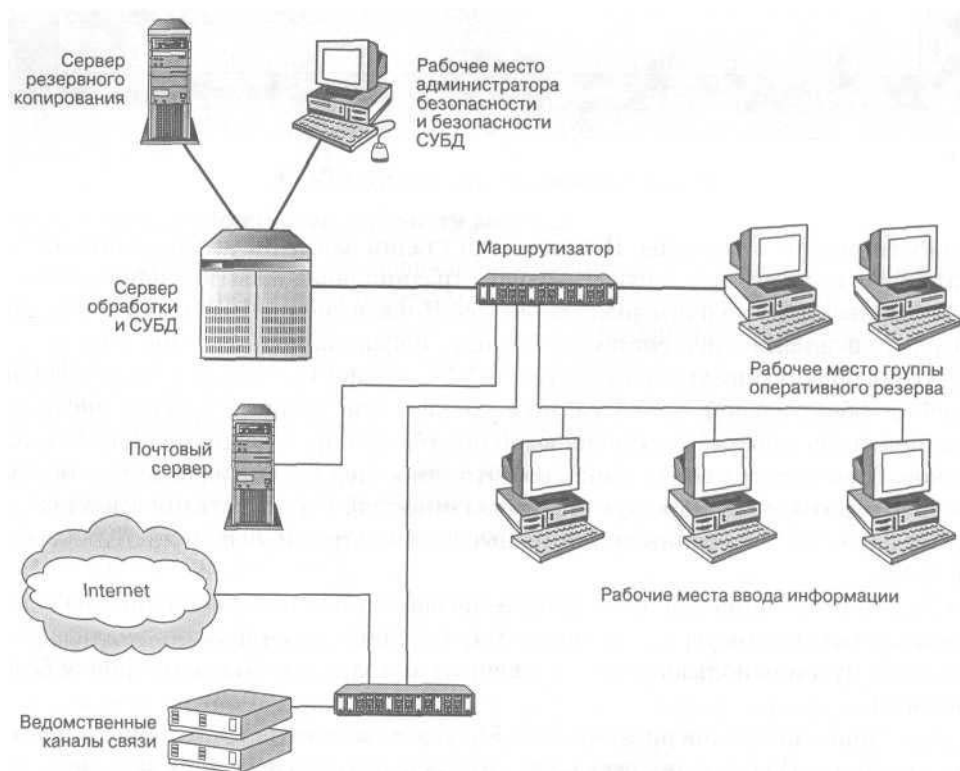 Сервер
резервного
копирования
Рабочее место
администратора
безопасности
и безопасности
СУБД
Маршрутизатор
Сервер
обработки
и СУБД
Рабочее место группы
оперативного резерва
Почтовый
сервер
Internet
Рабочие места ввода информации
Ведомственные
каналы связи